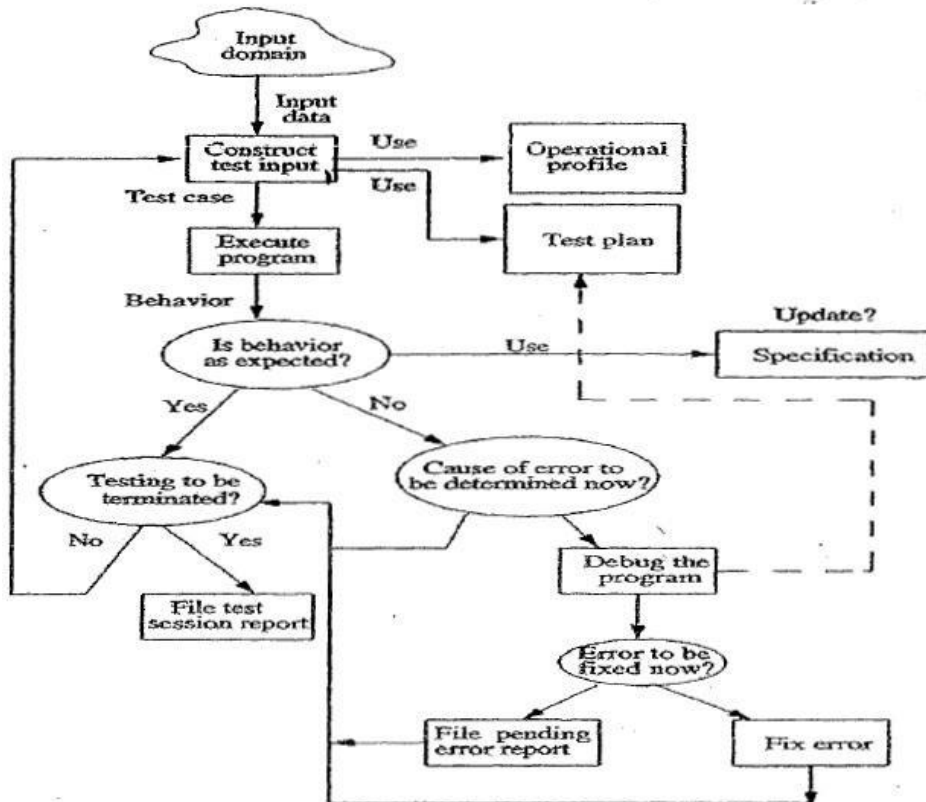 Input
domain
Input
data
Construct
test input
Use
Operational
profile
Use
Test case
Test plan
Execute
program
Behavior
Update?
Is behavior
as expected?
Use
Specification
Yes
No
Testing to be
terminated?
Cause of error to
be determined now?
No
Yes
Debug the
program
File test
session report
Error to be
fixed now?
File pending
error report
Fix error